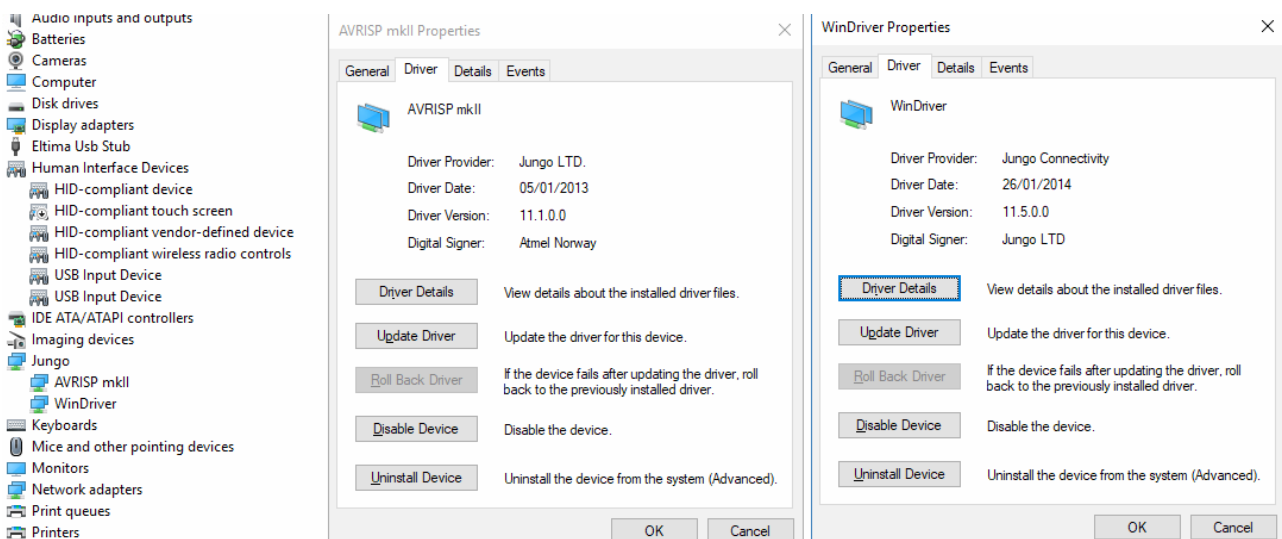 Audio inputs and outputs
Batteries
Cameras
Computer
Disk drives
Display adapters
Eltima Usb Stub
Human Interface Devices
HID-compliant device
HID-compliant touch screen
HID-compliant vendor-defined device
HID-compliant wireless radio controls
USB Input Device
USB Input Device
IDE ATA/ATAPI controllers
Imaging devices
Jungo
AVRISP mkII
WinDriver
Keyboards
Mice and other pointing devices
Monitors
Network adapters
Print queues
Printers
AVRISP mkII Properties
General Driver Details Events
AVRISP mkII
Driver Provider: Jungo LTD.
Driver Date: 05/01/2013
Driver Version: 11.1.0.0
Digital Signer: Atmel Norway
Driver Details View details about the installed driver files.
Update Driver Update the driver for this device.
Roll Back Driver If the device fails after updating the driver, roll
back to the previously installed driver.
Disable Device Disable the device.
Uninstall Device Uninstall the device from the system (Advanced).
OK Cancel
WinDriver Properties
General Driver Details Events
WinDriver
Driver Provider: Jungo Connectivity
Driver Date: 26/01/2014
Driver Version: 11.5.0.0
Digital Signer: Jungo LTD
Driver Details View details about the installed driver files.
Update Driver Update the driver for this device.
Roll Back Driver If the device fails after updating the driver, roll
back to the previously installed driver.
Disable Device Disable the device.
Uninstall Device Uninstall the device from the system (Advanced).
OK Cancel